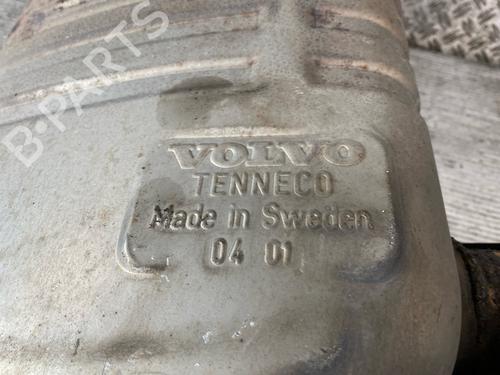 B-PARTS
VOLVO
TENNECO
Made in Sweden
04 01